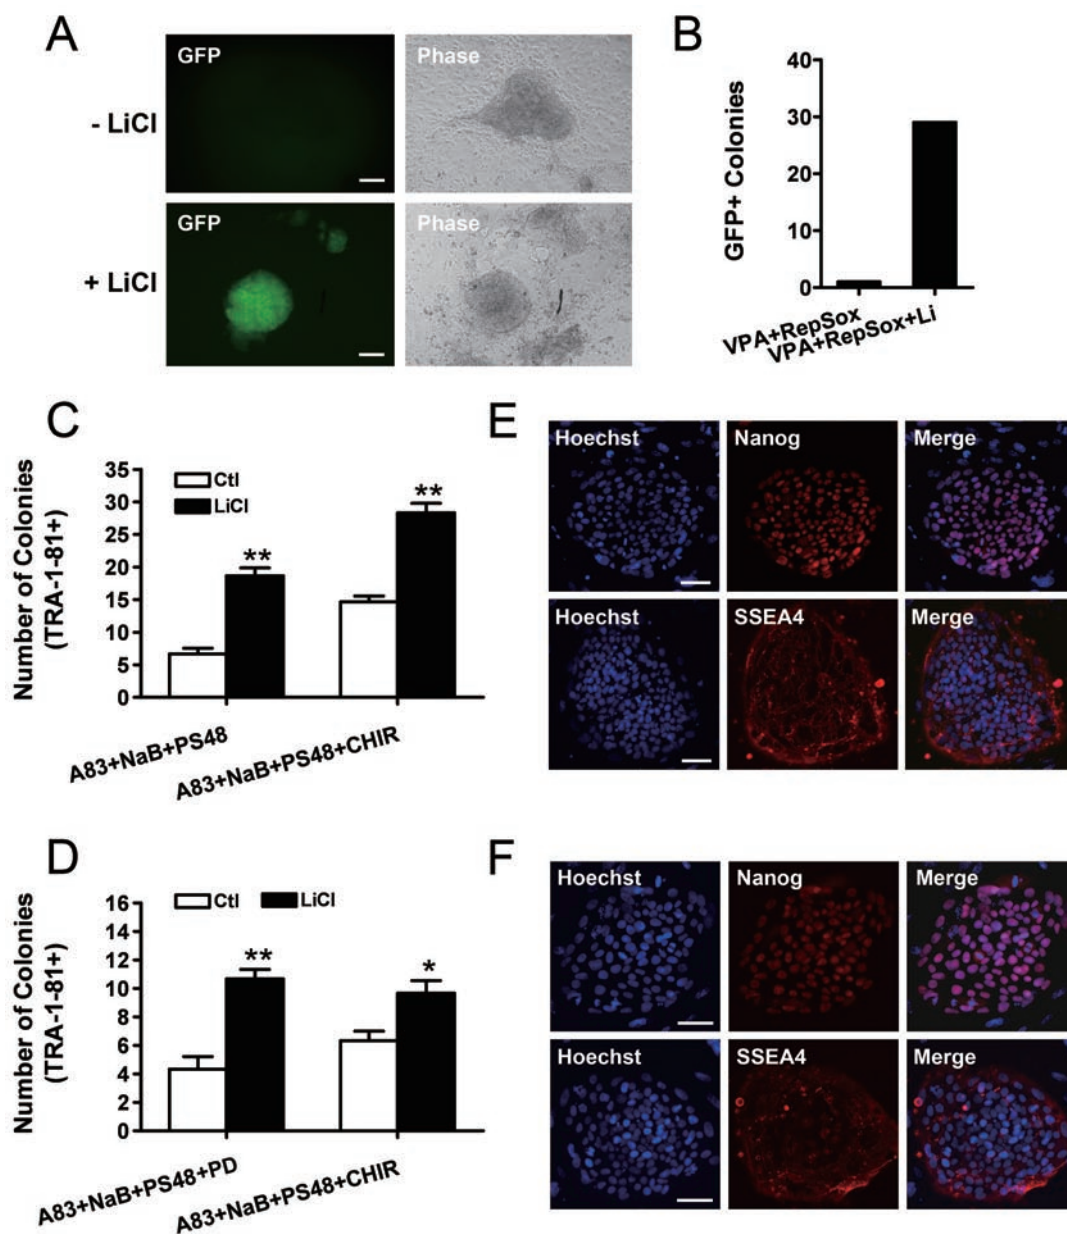 A
GFP
Phase
- LiCl
GFP
Phase
+ LiCl
B
GFP+ Colonies
40
30
20
10
0
VPA+RepSox
VPA+RepSox+Li
C
Number of Colonies
(TRA-1-81+)
35
30
25
20
15
10
5
0
Ctl
LiCl
**
**
A83+NaB+PS48
A83+NaB+PS48+CHIR
E
Hoechst
Nanog
Merge
Hoechst
SSEA4
Merge
D
Number of Colonies
(TRA-1-81+)
16
14
12
10
8
6
4
2
0
Ctl
LiCl
**
*
A83+NaB+PS48+PD
A83+NaB+PS48+CHIR
F
Hoechst
Nanog
Merge
Hoechst
SSEA4
Merge